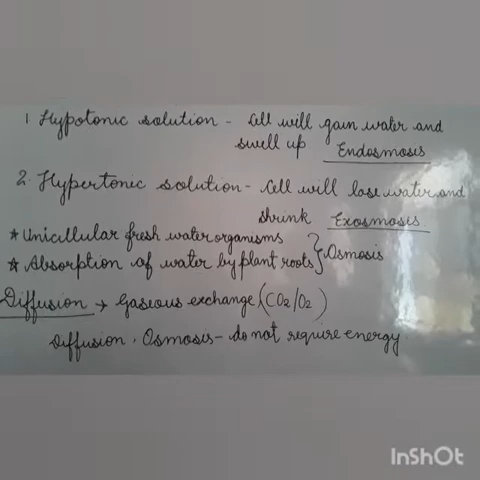 1 Hypotonic solution - Cell will gain water and
swell up Endosmosis
2. Hypertonic solution - Cell will lose water and
shrink Exosmosis
* Unicellular fresh water organisms
* Absorption of water by plant roots } Osmosis
Diffusion → Gaseous exchange (CO2/O2)
Diffusion, Osmosis - do not require energy
InShOt